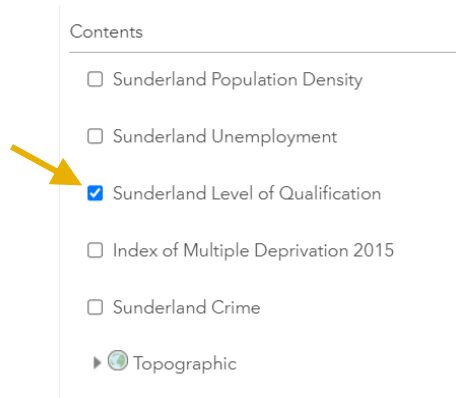 Contents
Sunderland Population Density
Sunderland Unemployment
Sunderland Level of Qualification
Index of Multiple Deprivation 2015
Sunderland Crime
Topographic